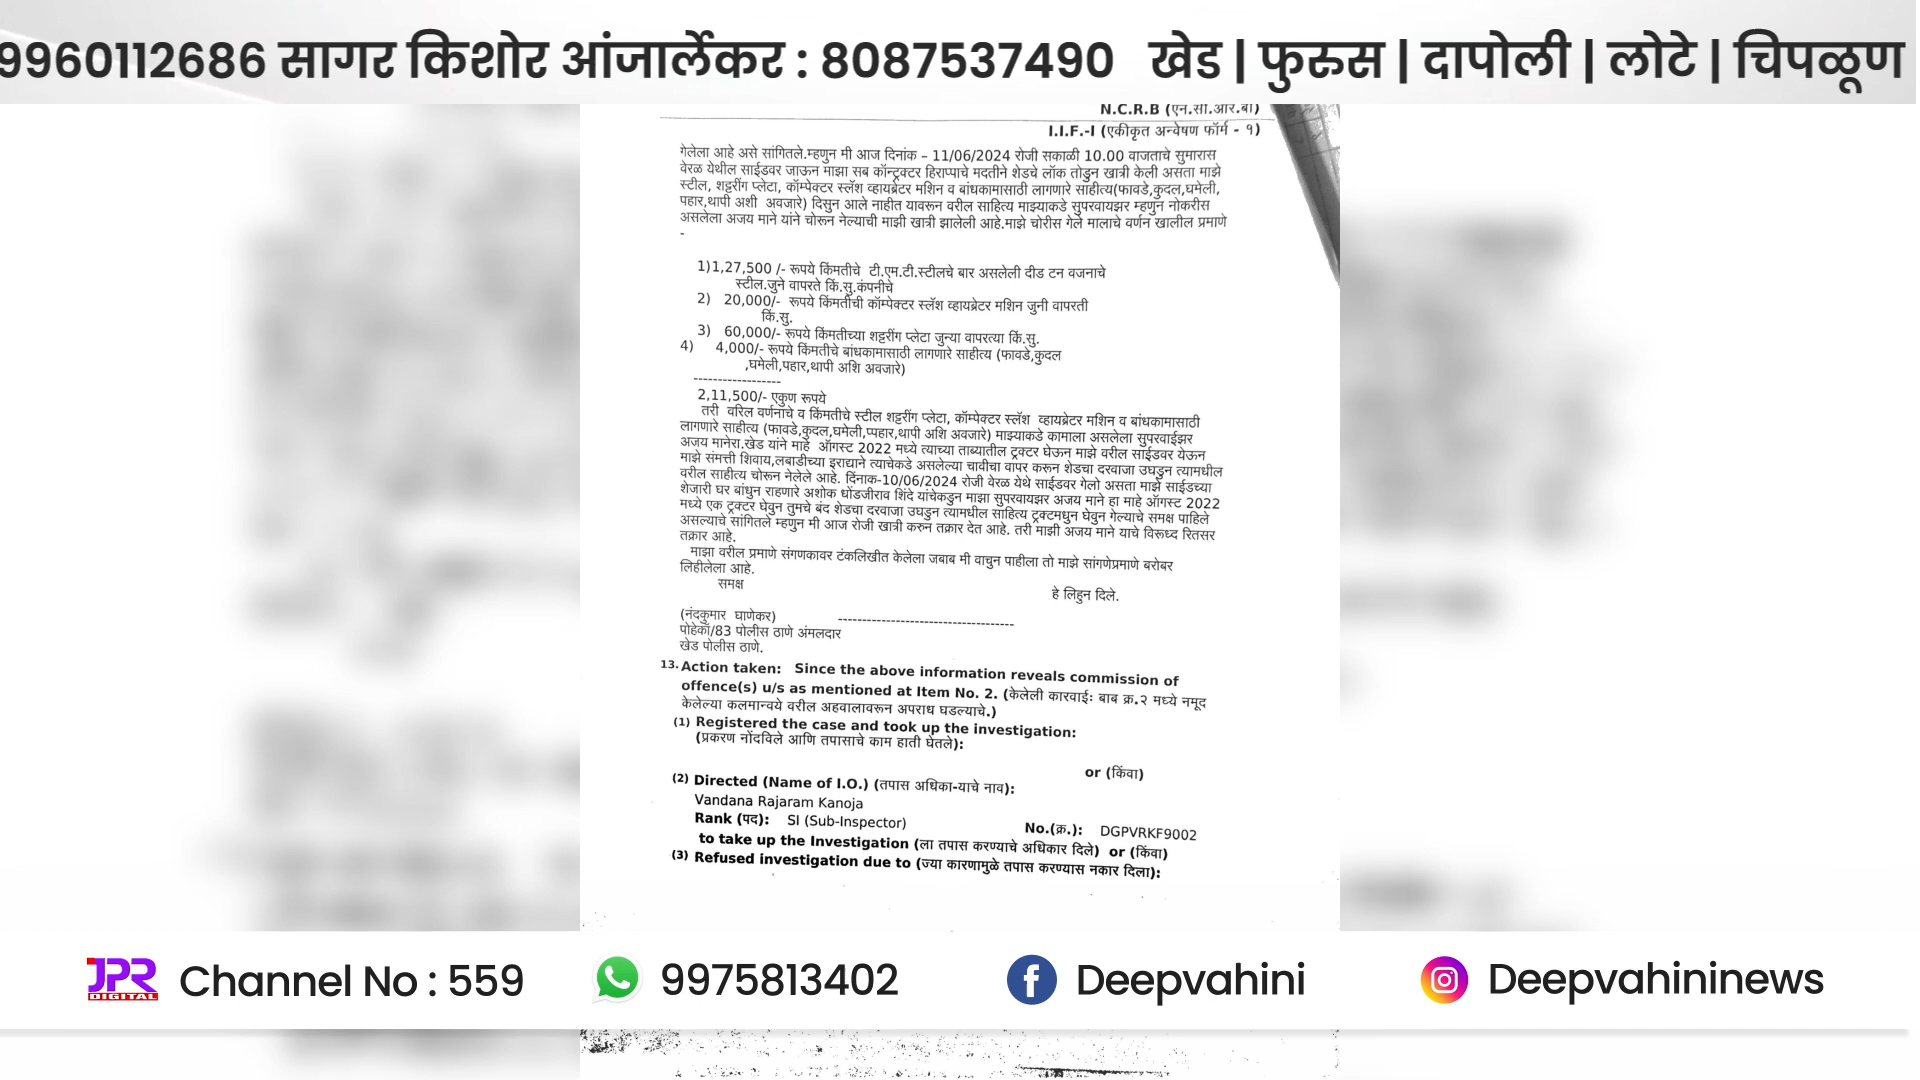 9960112686 सागर किशोर आंजार्लेकर : 8087537490 खेड | फुरुस | दापोली | लोटे | चिपळूण
N.C.R.B (एन.सी.आर.बी)
I.I.F.-I (एकीकृत अन्वेषण फॉर्म - १)
गेलेला आहे असे सांगितले.म्हणुन मी आज दिनांक – 11/06/2024 रोजी सकाळी 10.00 वाजताचे सुमारास
वेरळ येथील साईडवर जाऊन माझा सब कॉन्ट्रक्टर हिराप्पाचे मदतीने शेडचे लॉक तोडुन खात्री केली असता माझे
स्टील, शट्टरींग प्लेटा, कॉम्पेक्टर स्लॅश व्हायब्रेटर मशिन व बांधकामासाठी लागणारे साहीत्य(फावडे,कुदल,घमेली,
पहार,थापी अशी अवजारे) दिसुन आले नाहीत यावरून वरील साहित्य माझ्याकडे सुपरवायझर म्हणुन नोकरीस
असलेला अजय माने यांने चोरून नेल्याची माझी खात्री झालेली आहे.माझे चोरीस गेले मालाचे वर्णन खालील प्रमाणे
-
1)1,27,500 /- रूपये किंमतीचे टी.एम.टी.स्टीलचे बार असलेली दीड टन वजनाचे
स्टील.जुने वापरते किं.सु.कंपनीचे
2) 20,000/- रूपये किंमतीची कॉम्पेक्टर स्लॅश व्हायब्रेटर मशिन जुनी वापरती
किं.सु.
3) 60,000/- रूपये किंमतीच्या शट्टरींग प्लेटा जुन्या वापरत्या किं.सु.
4) 4,000/- रूपये किंमतीचे बांधकामासाठी लागणारे साहीत्य (फावडे,कुदल
,घमेली,पहार,थापी अशि अवजारे)
------------------
2,11,500/- एकुण रूपये
तरी वरिल वर्णनाचे व किंमतीचे स्टील शट्टरींग प्लेटा, कॉम्पेक्टर स्लॅश व्हायब्रेटर मशिन व बांधकामासाठी
लागणारे साहीत्य (फावडे,कुदल,घमेली,प्पहार,थापी अशि अवजारे) माझ्याकडे कामाला असलेला सुपरवाईझर
अजय मानेरा.खेड यांने माहे ऑगस्ट 2022 मध्ये त्याच्या ताब्यातील ट्रक्टर घेऊन माझे वरील साईडवर येऊन
माझे संमत्ती शिवाय,लबाडीच्या इराद्याने त्याचेकडे असलेल्या चावीचा वापर करून शेडचा दरवाजा उघडुन त्यामधील
वरील साहीत्य चोरून नेलेले आहे. दिंनाक-10/06/2024 रोजी वेरळ येथे साईडवर गेलो असता माझे साईडच्या
शेजारी घर बांधुन राहणारे अशोक धोंडजीराव शिंदे यांचेकडुन माझा सुपरवायझर अजय माने हा माहे ऑगस्ट 2022
मध्ये एक ट्रक्टर घेवुन तुमचे बंद शेडचा दरवाजा उघडुन त्यामधील साहित्य ट्रक्टमधुन घेवुन गेल्याचे समक्ष पाहिले
असल्याचे सांगितले म्हणुन मी आज रोजी खात्री करुन तक्रार देत आहे. तरी माझी अजय माने याचे विरूध्द रितसर
तक्रार आहे.
माझा वरील प्रमाणे संगणकावर टंकलिखीत केलेला जबाब मी वाचुन पाहीला तो माझे सांगणेप्रमाणे बरोबर
लिहीलेला आहे.
समक्ष
हे लिहुन दिले.
(नंदकुमार घाणेकर) ------------------------------------
पोहेकॉ/83 पोलीस ठाणे अंमलदार
खेड पोलीस ठाणे.
13. Action taken: Since the above information reveals commission of
offence(s) u/s as mentioned at Item No. 2. (केलेली कारवाईः बाब क्र.२ मध्ये नमूद
केलेल्या कलमान्वये वरील अहवालावरून अपराध घडल्याचे.)
(1) Registered the case and took up the investigation:
(प्रकरण नोंदविले आणि तपासाचे काम हाती घेतले):
or (किंवा)
(2) Directed (Name of I.O.) (तपास अधिका-याचे नाव):
Vandana Rajaram Kanoja
Rank (पद): SI (Sub-Inspector) No.(क्र.): DGPVRKF9002
to take up the Investigation (ला तपास करण्याचे अधिकार दिले) or (किंवा)
(3) Refused investigation due to (ज्या कारणामुळे तपास करण्यास नकार दिला):
JPR DIGITAL Channel No : 559 9975813402 Deepvahini Deepvahininews